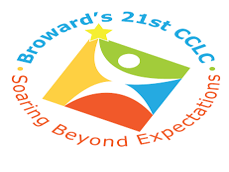 Broward's 21st CCLC
Soaring Beyond Expectations